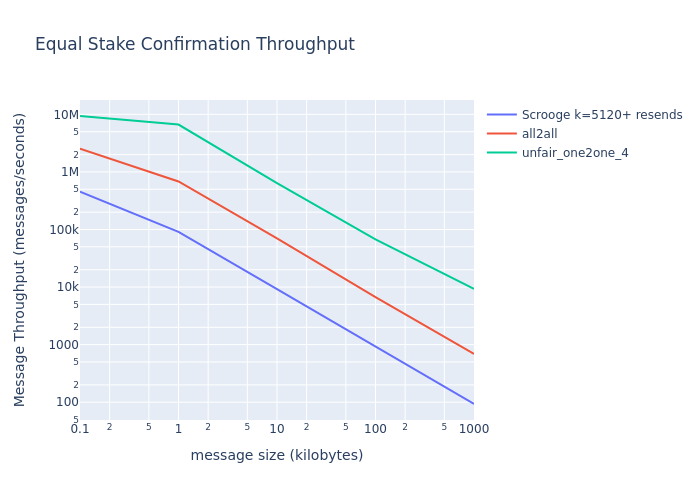 Equal Stake Confirmation Throughput
Message Throughput (messages/seconds)
10M
5
2
1M
5
2
100k
5
2
10k
5
2
1000
5
2
100
5
0.1
2
5
1
2
5
10
2
5
100
2
5
1000
message size (kilobytes)
Scrooge k=5120+ resends
all2all
unfair_one2one_4